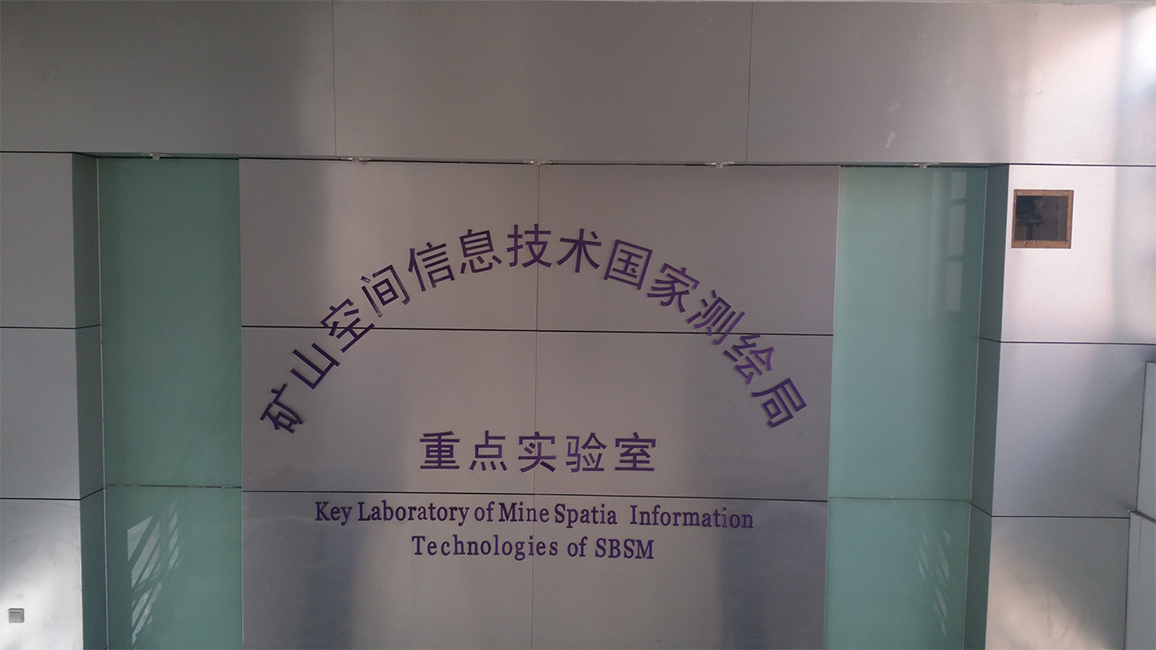 矿山空间信息技术国家测绘局
重点实验室
Key Laboratory of Mine Spatia Information
Technologies of SBSM